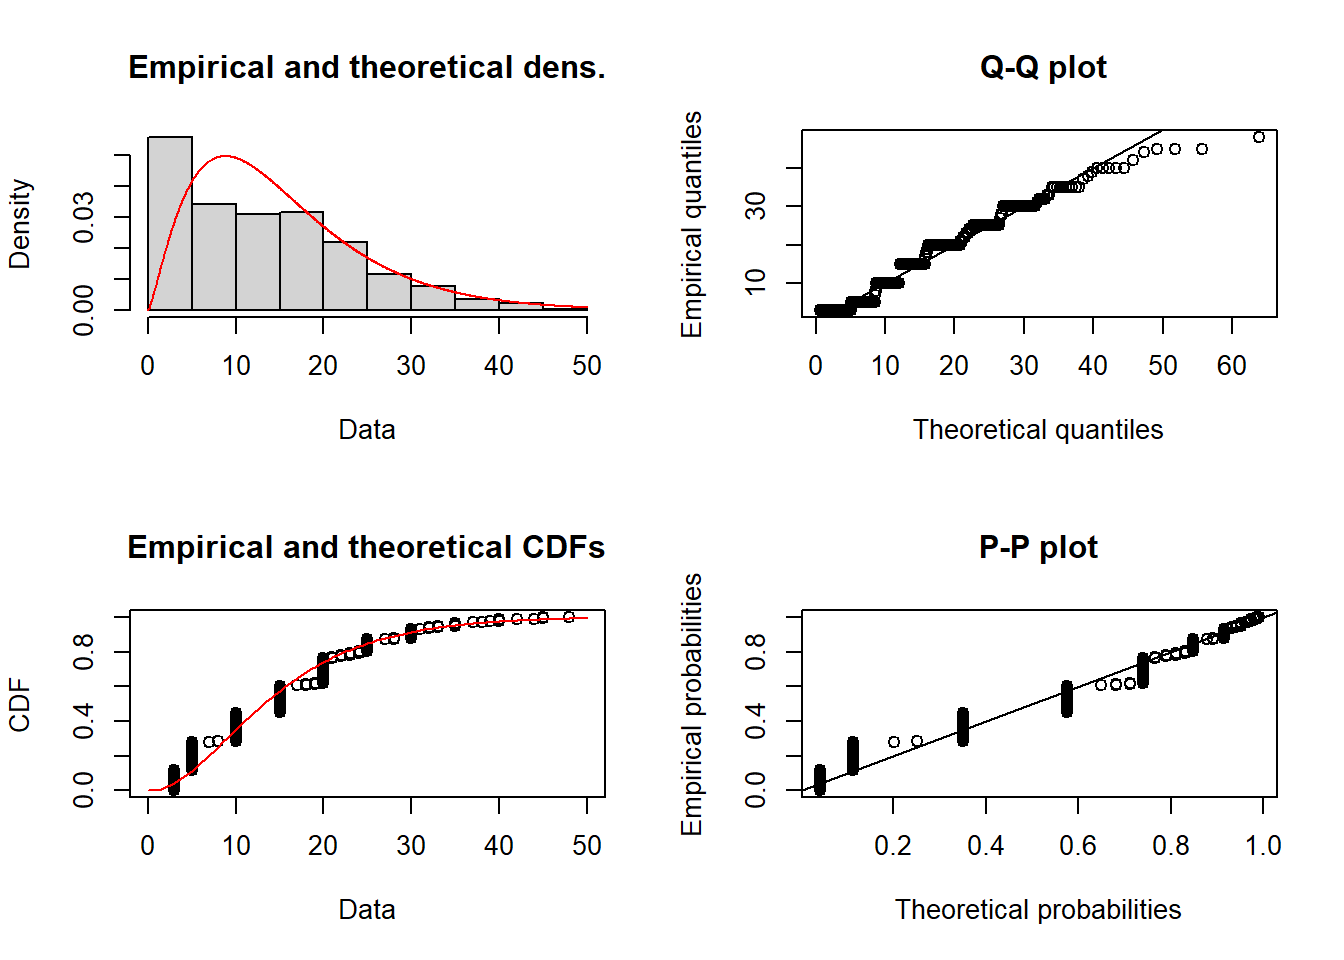 Empirical and theoretical dens.
Density
0.00
0.03
0 10 20 30 40 50
Data
Q-Q plot
Empirical quantiles
10
30
0 10 20 30 40 50 60
Theoretical quantiles
Empirical and theoretical CDFs
CDF
0.0
0.4
0.8
0 10 20 30 40 50
Data
P-P plot
Empirical probabilities
0.0
0.4
0.8
0.2 0.4 0.6 0.8 1.0
Theoretical probabilities